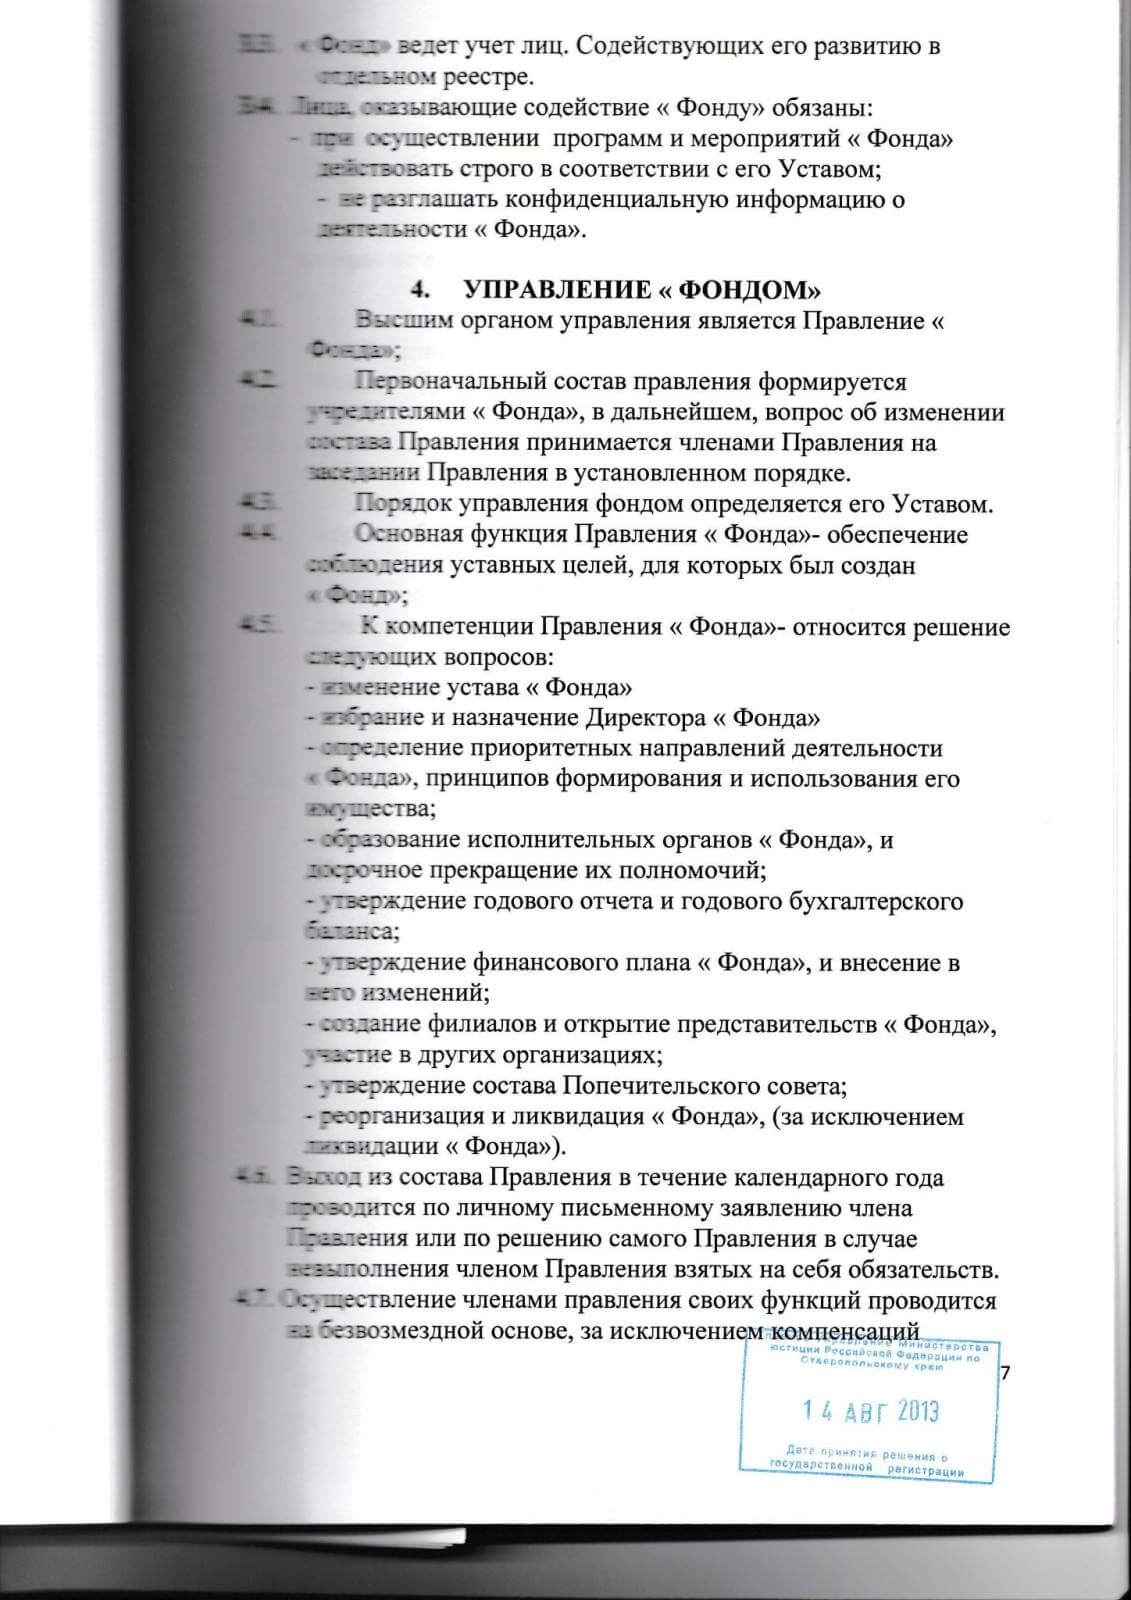 3.3. « Фонд» ведет учет лиц. Содействующих его развитию в
отдельном реестре.
3.4. Лица, оказывающие содействие « Фонду» обязаны:
- при осуществлении программ и мероприятий « Фонда»
действовать строго в соответствии с его Уставом;
- не разглашать конфиденциальную информацию о
деятельности « Фонда».
4. УПРАВЛЕНИЕ « ФОНДОМ»
4.1. Высшим органом управления является Правление «
Фонда»;
4.2. Первоначальный состав правления формируется
учредителями « Фонда», в дальнейшем, вопрос об изменении
состава Правления принимается членами Правления на
заседании Правления в установленном порядке.
4.3. Порядок управления фондом определяется его Уставом.
4.4. Основная функция Правления « Фонда»- обеспечение
соблюдения уставных целей, для которых был создан
« Фонд»;
4.5. К компетенции Правления « Фонда»- относится решение
следующих вопросов:
- изменение устава « Фонда»
- избрание и назначение Директора « Фонда»
- определение приоритетных направлений деятельности
« Фонда», принципов формирования и использования его
имущества;
- образование исполнительных органов « Фонда», и
досрочное прекращение их полномочий;
- утверждение годового отчета и годового бухгалтерского
баланса;
- утверждение финансового плана « Фонда», и внесение в
него изменений;
- создание филиалов и открытие представительств « Фонда»,
участие в других организациях;
- утверждение состава Попечительского совета;
- реорганизация и ликвидация « Фонда», (за исключением
ликвидации « Фонда»).
4.6. Выход из состава Правления в течение календарного года
проводится по личному письменному заявлению члена
Правления или по решению самого Правления в случае
невыполнения членом Правления взятых на себя обязательств.
4.7. Осуществление членами правления своих функций проводится
на безвозмездной основе, за исключением компенсаций
7
Управление Министерства
юстиции Российской Федерации по
Ставропольскому краю
14 АВГ 2013
Дата принятия решения о
государственной регистрации